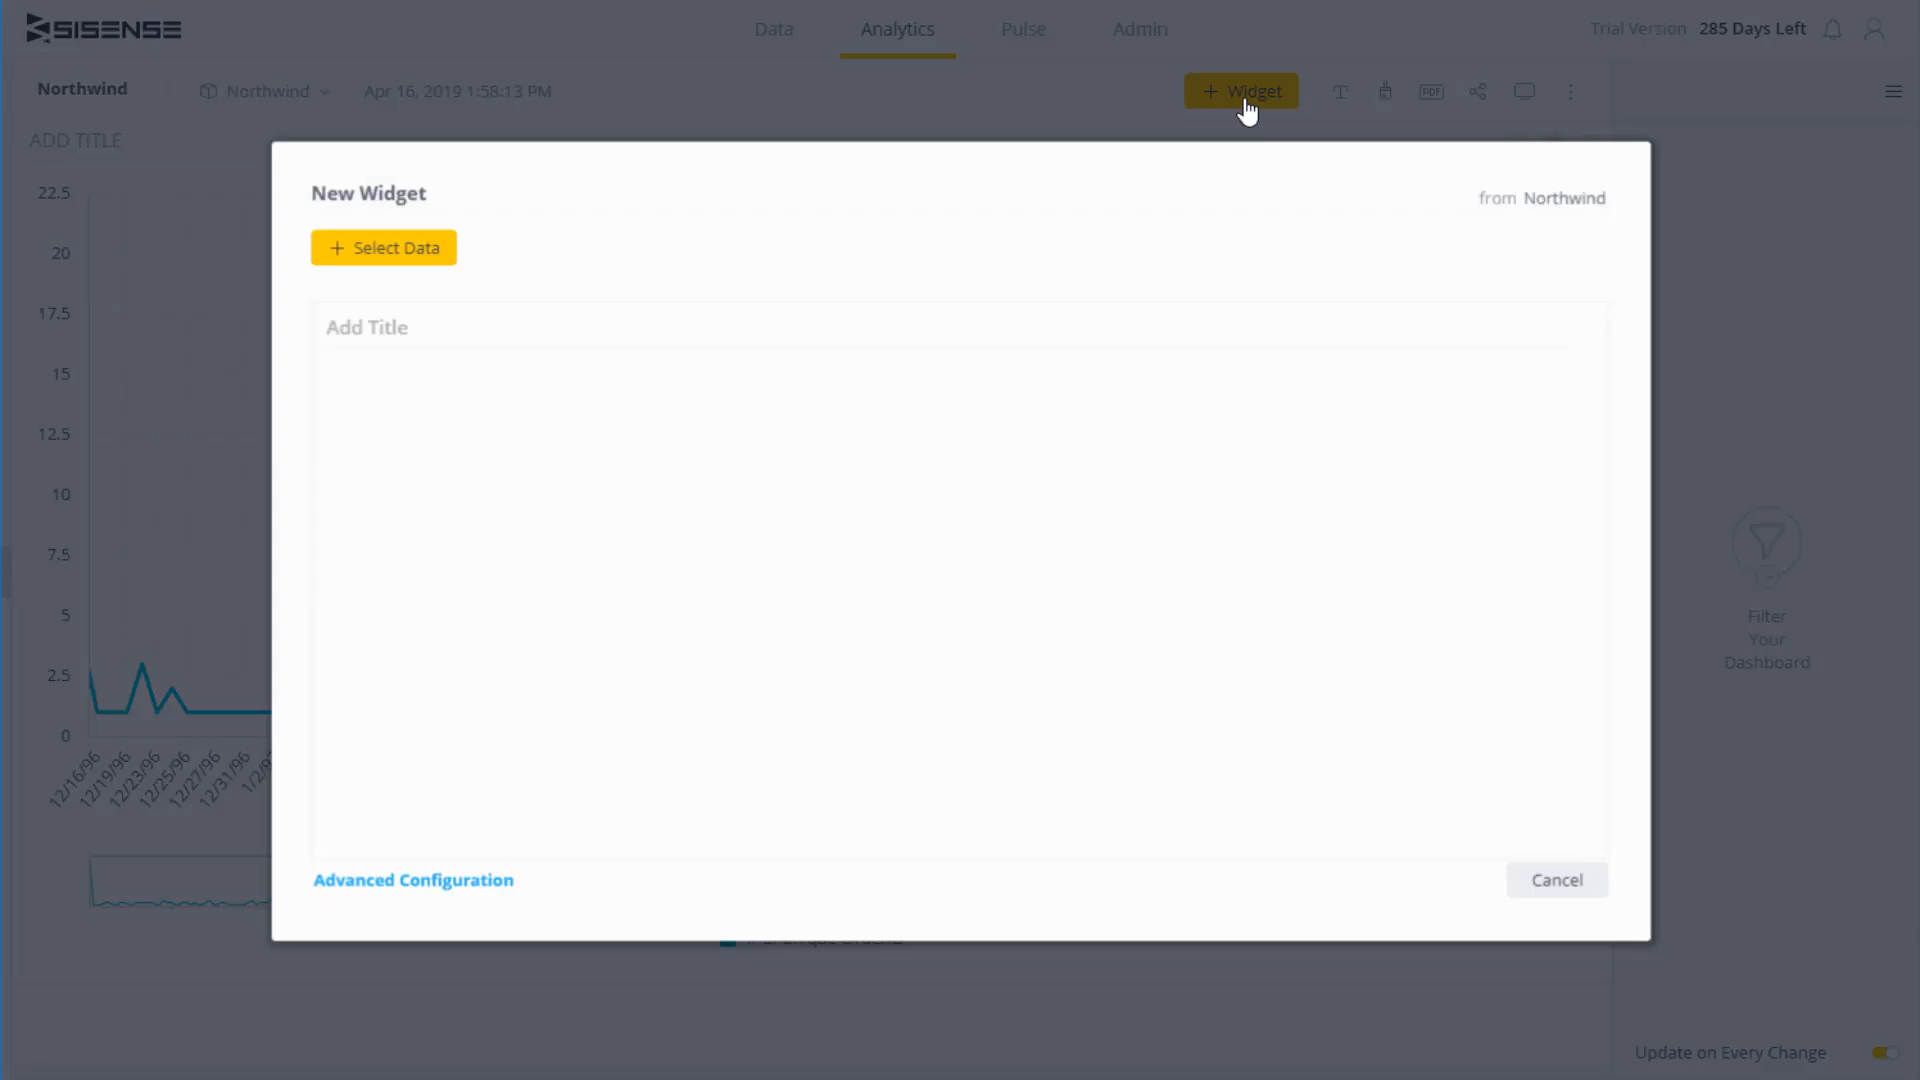 SISENSE
Data
Analytics
Pulse
Admin
Trial Version 285 Days Left
Northwind
Northwind
Apr 16, 2019 1:58:13 PM
+ Widget
T
PDF
ADD TITLE
22.5
20
17.5
15
12.5
10
7.5
5
2.5
0
12/16/96
12/19/96
12/23/96
12/25/96
12/27/96
12/31/96
New Widget
from Northwind
+ Select Data
Add Title
Advanced Configuration
Cancel
Filter
Your
Dashboard
Update on Every Change